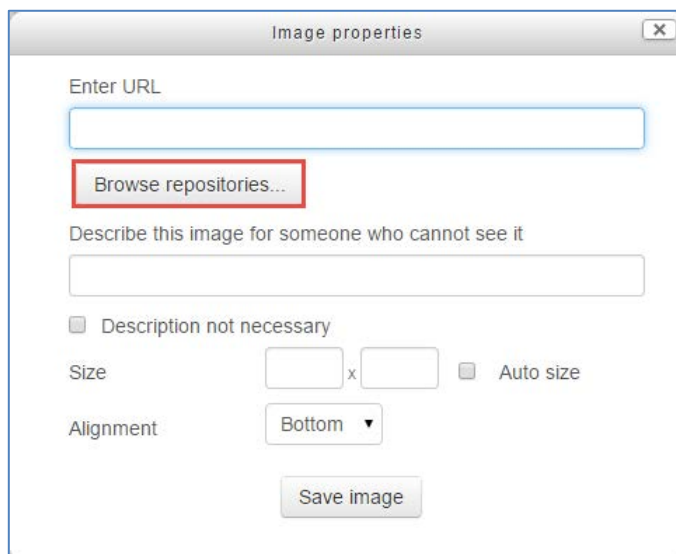 Image properties
Enter URL
Browse repositories...
Describe this image for someone who cannot see it
Description not necessary
Size x Auto size
Alignment Bottom
Save image